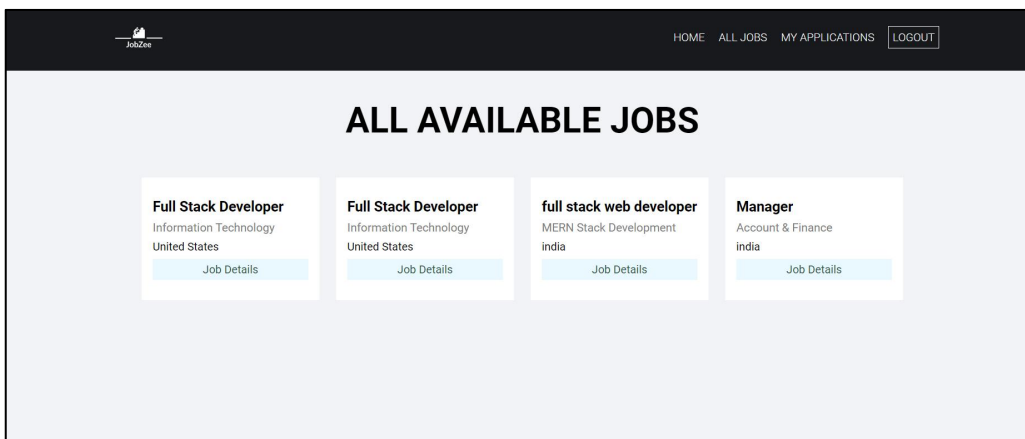 JobZee
HOME ALL JOBS MY APPLICATIONS LOGOUT
ALL AVAILABLE JOBS
Full Stack Developer
Information Technology
United States
Job Details
Full Stack Developer
Information Technology
United States
Job Details
full stack web developer
MERN Stack Development
india
Job Details
Manager
Account & Finance
india
Job Details